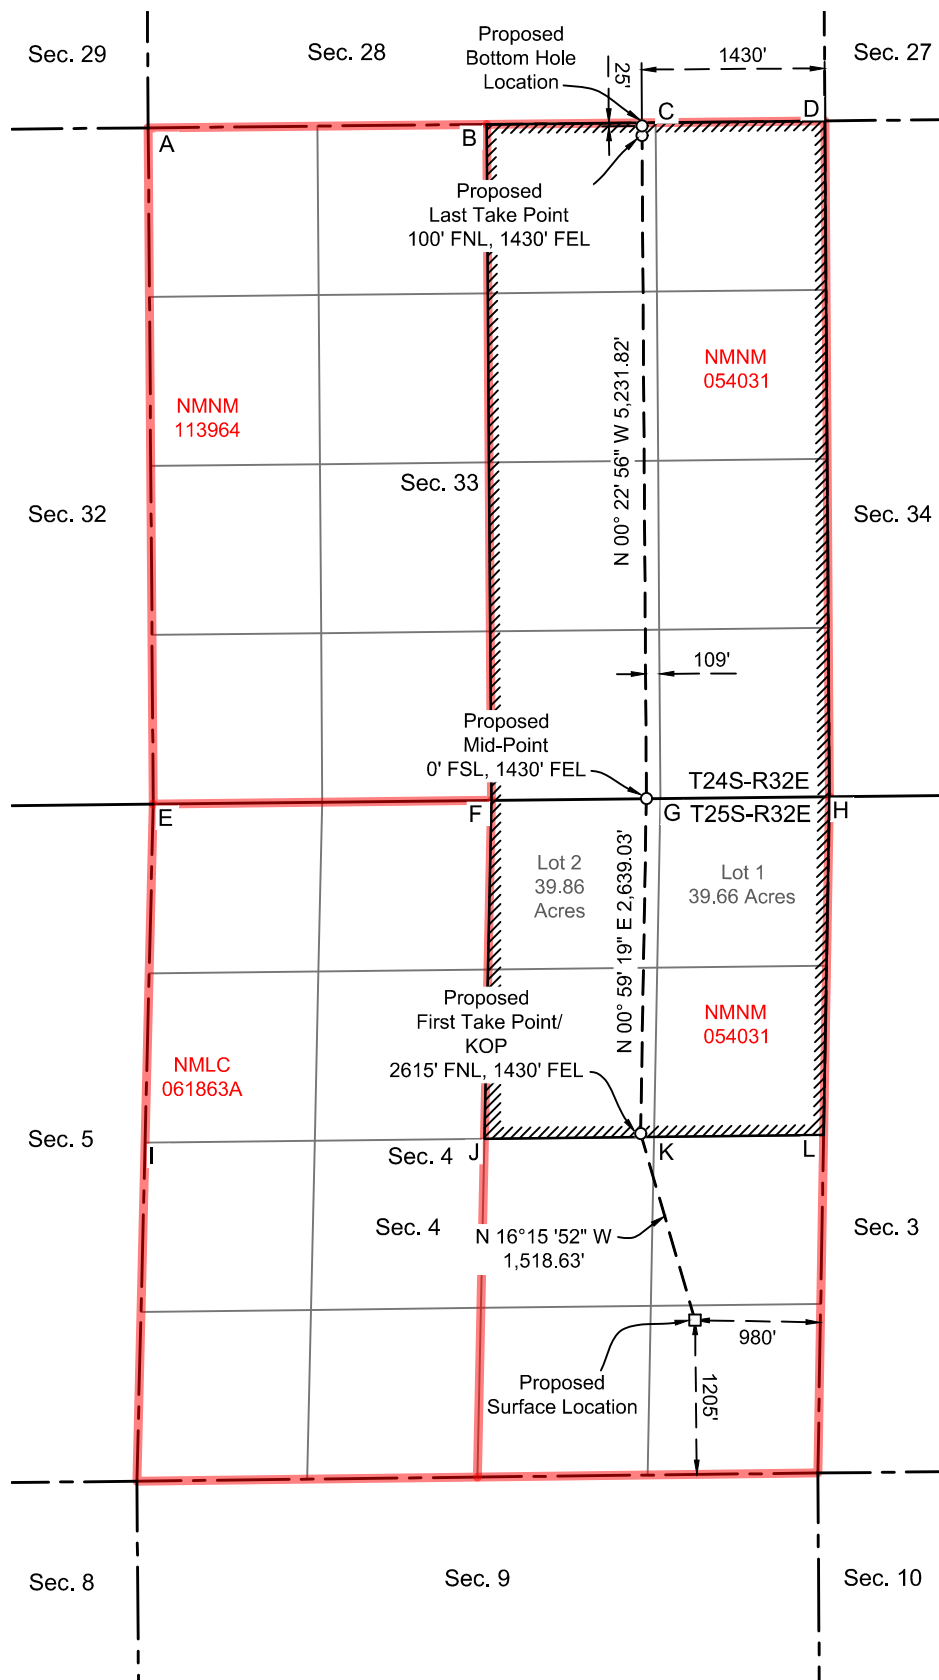 Sec. 29
Sec. 28
Proposed
Bottom Hole
Location
25'
1430'
Sec. 27
A
B
C
D
Proposed
Last Take Point
100' FNL, 1430' FEL
NMNM
113964
NMNM
054031
N 00° 22' 56" W 5,231.82'
Sec. 33
Sec. 32
Sec. 34
109'
Proposed
Mid-Point
0' FSL, 1430' FEL
T24S-R32E
E
F
G
T25S-R32E
H
Lot 2
39.86
Acres
Lot 1
39.66 Acres
N 00° 59' 19" E 2,639.03'
Proposed
First Take Point/
KOP
2615' FNL, 1430' FEL
NMNM
054031
NMLC
061863A
Sec. 5
I
Sec. 4
J
K
L
Sec. 4
N 16°15 '52" W
1,518.63'
Sec. 3
980'
Proposed
Surface Location
1205'
Sec. 8
Sec. 9
Sec. 10